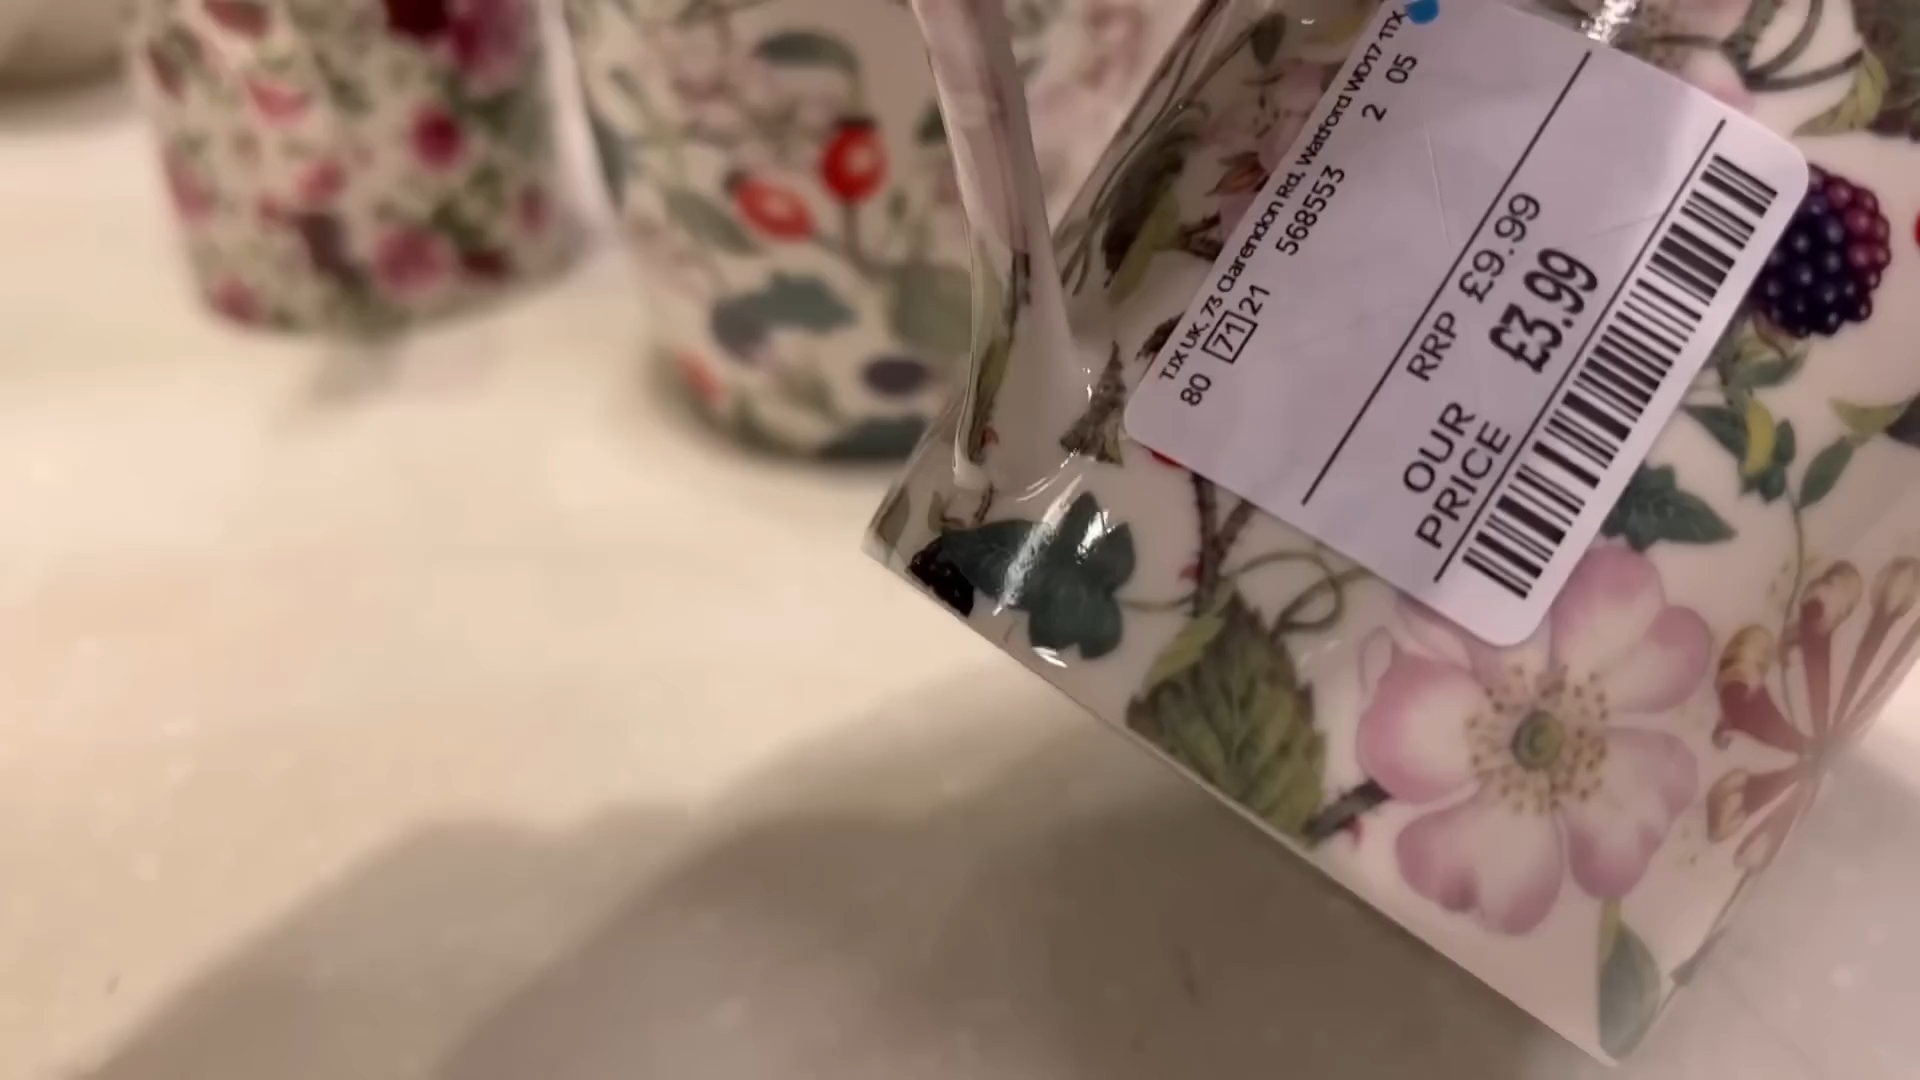 TJX UK, 73 Clarendon Rd, Watford WD17 1TX
80 71 21 568553 2 05
RRP £9.99
OUR PRICE £3.99